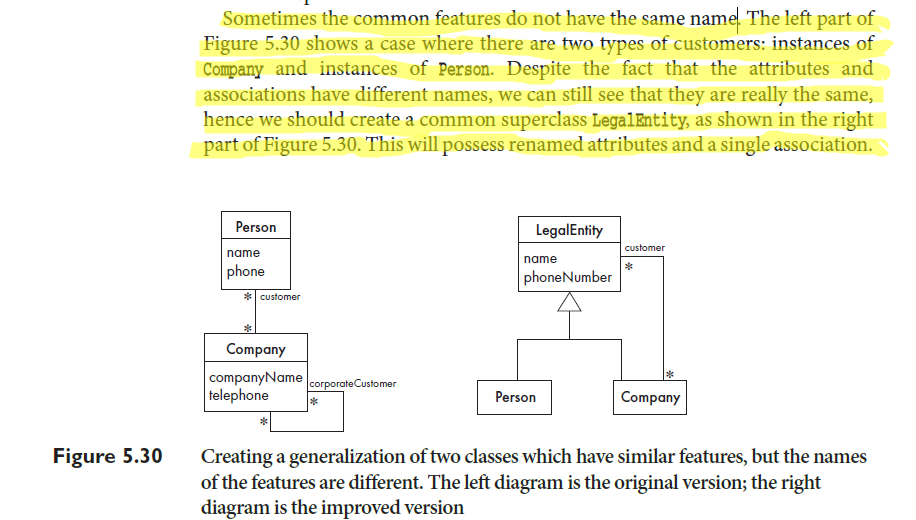 Sometimes the common features do not have the same name. The left part of
Figure 5.30 shows a case where there are two types of customers: instances of
Company and instances of Person. Despite the fact that the attributes and
associations have different names, we can still see that they are really the same,
hence we should create a common superclass LegalEntity, as shown in the right
part of Figure 5.30. This will possess renamed attributes and a single association.
Person
name
phone
* customer
*
Company
companyName
telephone
corporateCustomer
*
*
LegalEntity
name
phoneNumber
customer
*
*
Person
Company
Figure 5.30 Creating a generalization of two classes which have similar features, but the names
of the features are different. The left diagram is the original version; the right
diagram is the improved version